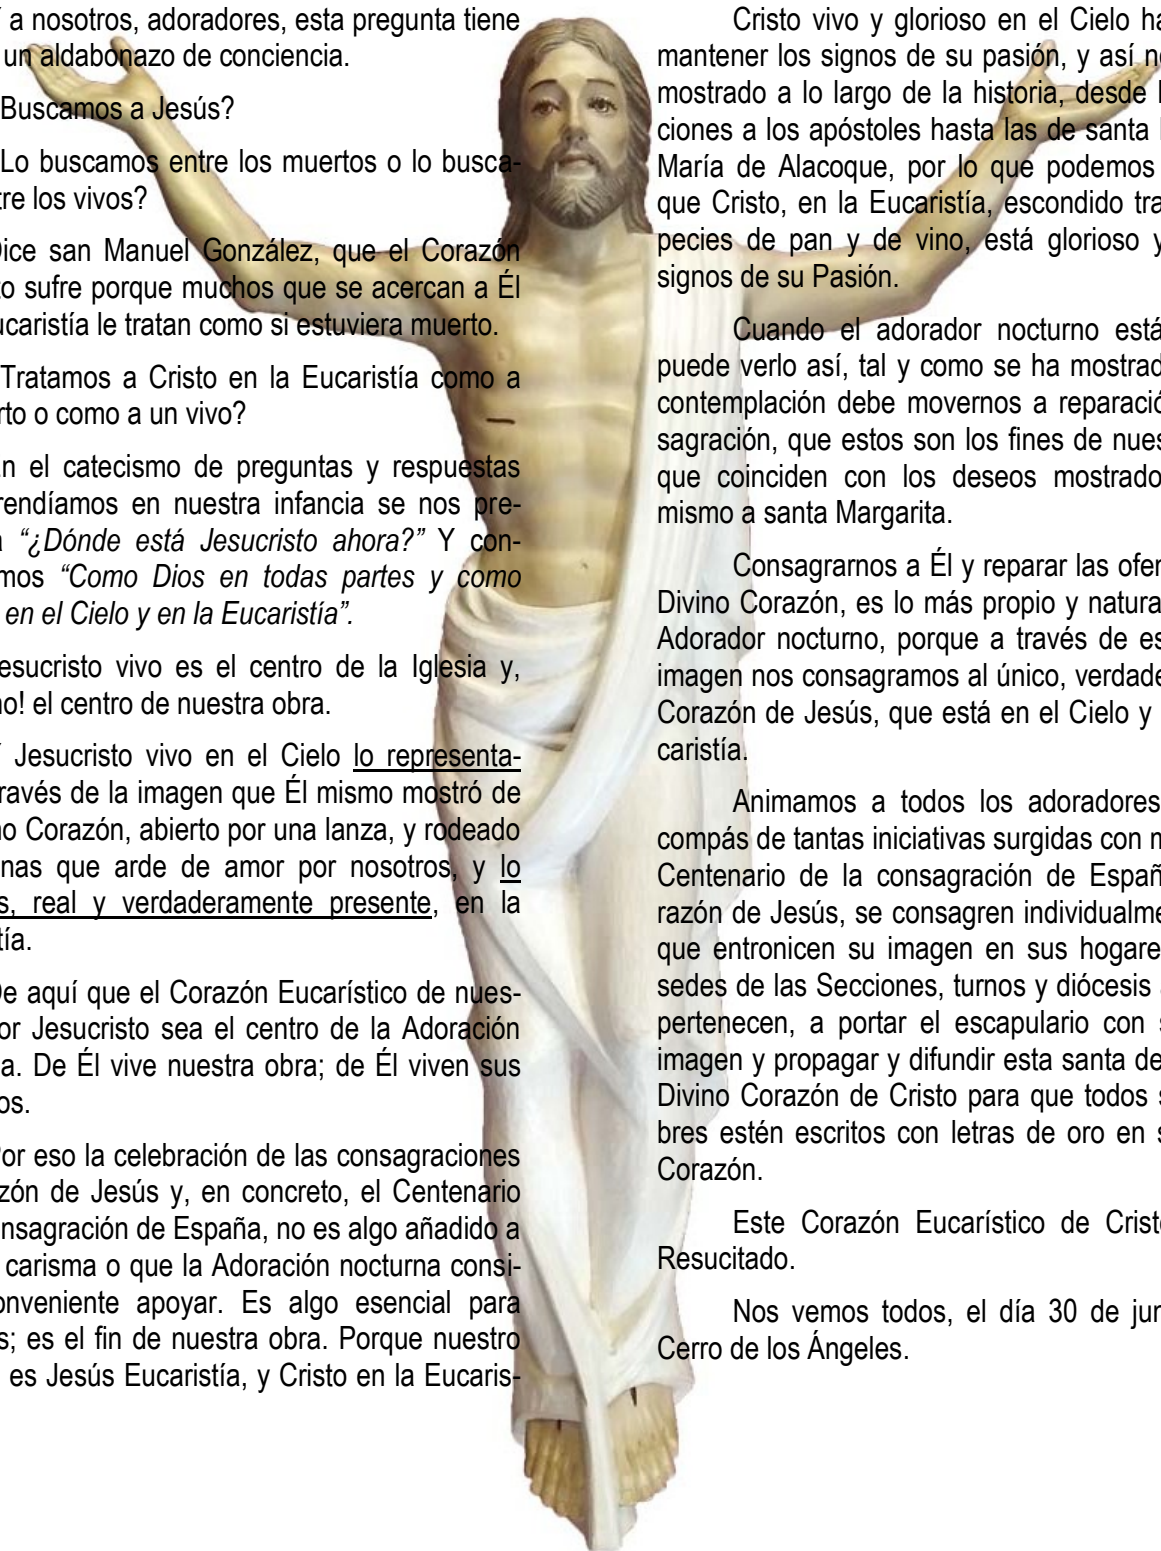 a nosotros, adoradores, esta pregunta tiene
un aldabonazo de conciencia.
Buscamos a Jesús?
Lo buscamos entre los muertos o lo busca-
tre los vivos?
Dice san Manuel González, que el Corazón
to sufre porque muchos que se acercan a Él
ucaristía le tratan como si estuviera muerto.
Tratamos a Cristo en la Eucaristía como a
rto o como a un vivo?
En el catecismo de preguntas y respuestas
rendíamos en nuestra infancia se nos pre-
a “¿Dónde está Jesucristo ahora?” Y con-
mos “Como Dios en todas partes y como
en el Cielo y en la Eucaristía”.
esucristo vivo es el centro de la Iglesia y,
no! el centro de nuestra obra.
Y Jesucristo vivo en el Cielo lo representa-
ravés de la imagen que Él mismo mostró de
no Corazón, abierto por una lanza, y rodeado
nas que arde de amor por nosotros, y lo
s, real y verdaderamente presente, en la
tía.
De aquí que el Corazón Eucarístico de nues-
or Jesucristo sea el centro de la Adoración
a. De Él vive nuestra obra; de Él viven sus
os.
Por eso la celebración de las consagraciones
zón de Jesús y, en concreto, el Centenario
onsagración de España, no es algo añadido a
carisma o que la Adoración nocturna consi-
onveniente apoyar. Es algo esencial para
s; es el fin de nuestra obra. Porque nuestro
es Jesús Eucaristía, y Cristo en la Eucaris-
Cristo vivo y glorioso en el Cielo ha
mantener los signos de su pasión, y así no
mostrado a lo largo de la historia, desde l
ciones a los apóstoles hasta las de santa
María de Alacoque, por lo que podemos
que Cristo, en la Eucaristía, escondido tra
pecies de pan y de vino, está glorioso y
signos de su Pasión.
Cuando el adorador nocturno está
puede verlo así, tal y como se ha mostrad
contemplación debe movernos a reparació
sagración, que estos son los fines de nues
que coinciden con los deseos mostrado
mismo a santa Margarita.
Consagrarnos a Él y reparar las ofen
Divino Corazón, es lo más propio y natura
Adorador nocturno, porque a través de es
imagen nos consagramos al único, verdade
Corazón de Jesús, que está en el Cielo y
caristía.
Animamos a todos los adoradores
compás de tantas iniciativas surgidas con m
Centenario de la consagración de Españ
razón de Jesús, se consagren individualme
que entronicen su imagen en sus hogare
sedes de las Secciones, turnos y diócesis a
pertenecen, a portar el escapulario con s
imagen y propagar y difundir esta santa de
Divino Corazón de Cristo para que todos s
bres estén escritos con letras de oro en s
Corazón.
Este Corazón Eucarístico de Cristo
Resucitado.
Nos vemos todos, el día 30 de jun
Cerro de los Ángeles.